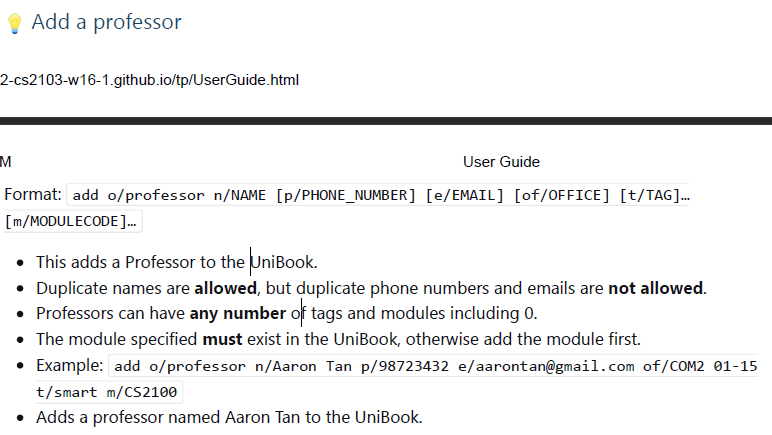 💡 Add a professor
2-cs2103-w16-1.github.io/tp/UserGuide.html
M User Guide
Format: add o/professor n/NAME [p/PHONE_NUMBER] [e/EMAIL] [of/OFFICE] [t/TAG]…
[m/MODULECODE]…
• This adds a Professor to the UniBook.
• Duplicate names are allowed, but duplicate phone numbers and emails are not allowed.
• Professors can have any number of tags and modules including 0.
• The module specified must exist in the UniBook, otherwise add the module first.
• Example: add o/professor n/Aaron Tan p/98723432 e/aarontan@gmail.com of/COM2 01-15
t/smart m/CS2100
• Adds a professor named Aaron Tan to the UniBook.